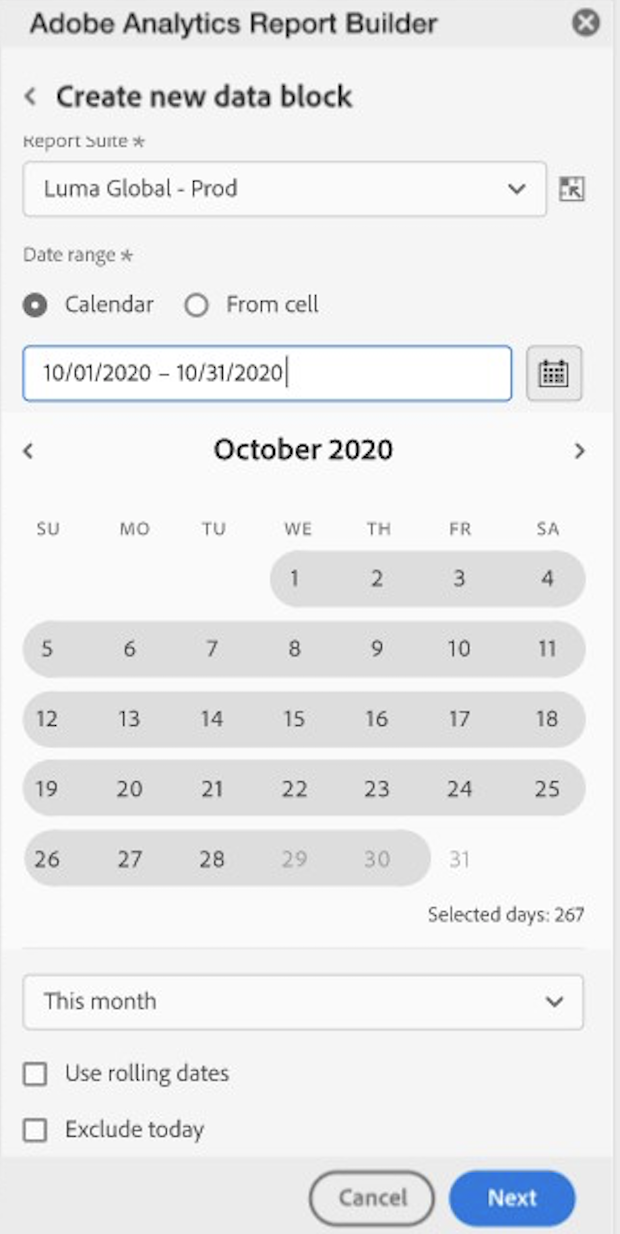 Adobe Analytics Report Builder
Create new data block
Report Suite *
Luma Global - Prod
Date range *
Calendar From cell
10/01/2020 – 10/31/2020
October 2020
SU MO TU WE TH FR SA
1 2 3 4
5 6 7 8 9 10 11
12 13 14 15 16 17 18
19 20 21 22 23 24 25
26 27 28 29 30 31
Selected days: 267
This month
Use rolling dates
Exclude today
Cancel Next